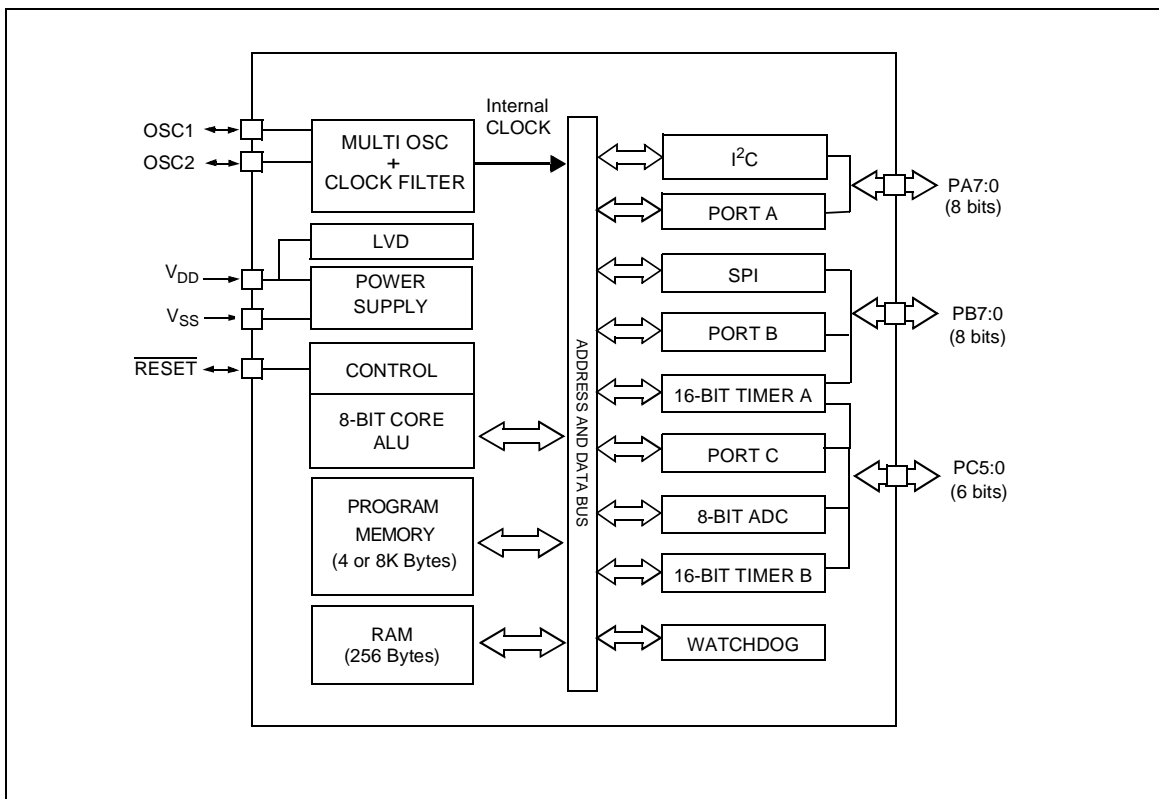 OSC1
OSC2
V_DD
V_SS
RESET
MULTI OSC
+
CLOCK FILTER
LVD
POWER
SUPPLY
CONTROL
8-BIT CORE
ALU
PROGRAM
MEMORY
(4 or 8K Bytes)
RAM
(256 Bytes)
Internal
CLOCK
ADDRESS AND DATA BUS
I²C
PORT A
SPI
PORT B
16-BIT TIMER A
PORT C
8-BIT ADC
16-BIT TIMER B
WATCHDOG
PA7:0
(8 bits)
PB7:0
(8 bits)
PC5:0
(6 bits)